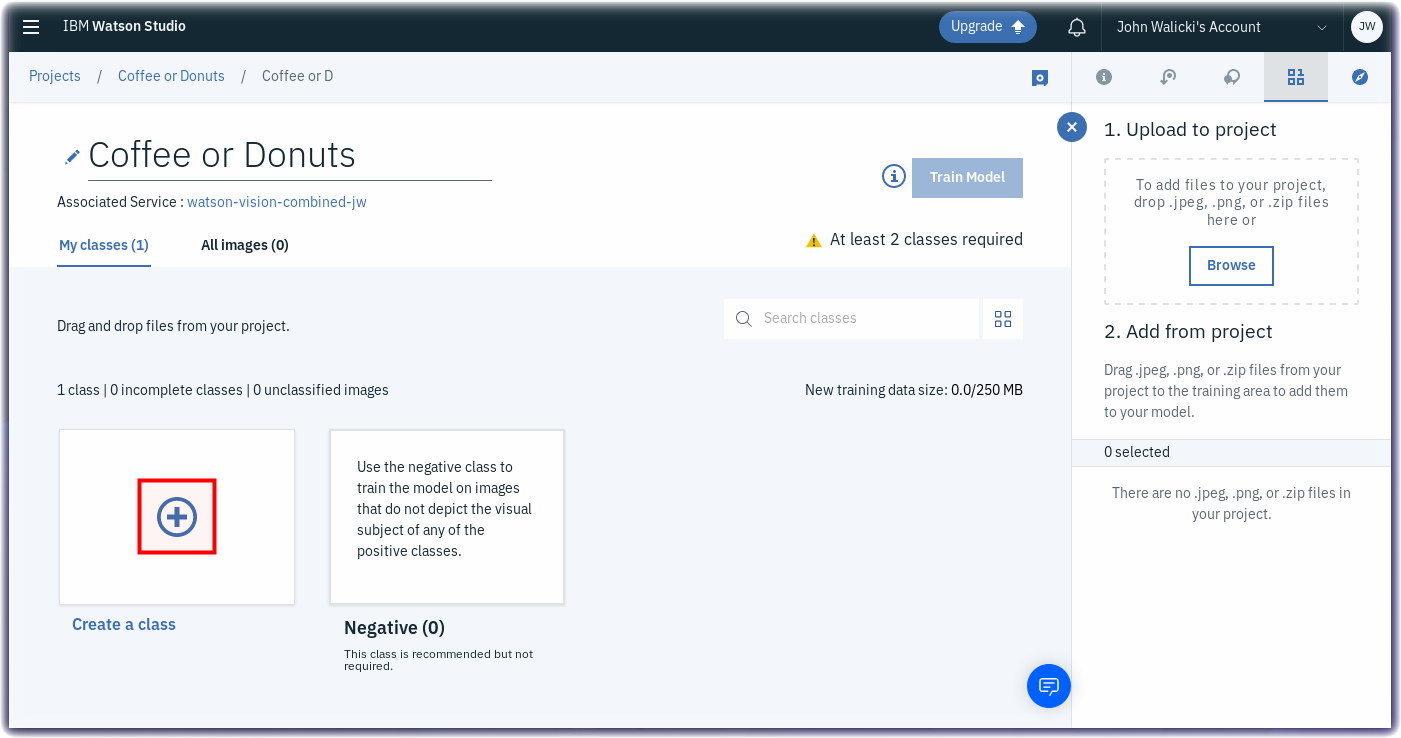 IBM Watson Studio
Upgrade
John Walicki's Account
JW
Projects / Coffee or Donuts / Coffee or D
Coffee or Donuts
Train Model
Associated Service : watson-vision-combined-jw
My classes (1)
All images (0)
At least 2 classes required
Drag and drop files from your project.
Search classes
1 class | 0 incomplete classes | 0 unclassified images
New training data size: 0.0/250 MB
Create a class
Use the negative class to
train the model on images
that do not depict the visual
subject of any of the
positive classes.
Negative (0)
This class is recommended but not
required.
1. Upload to project
To add files to your project,
drop .jpeg, .png, or .zip files
here or
Browse
2. Add from project
Drag .jpeg, .png, or .zip files from your
project to the training area to add them
to your model.
0 selected
There are no .jpeg, .png, or .zip files in
your project.